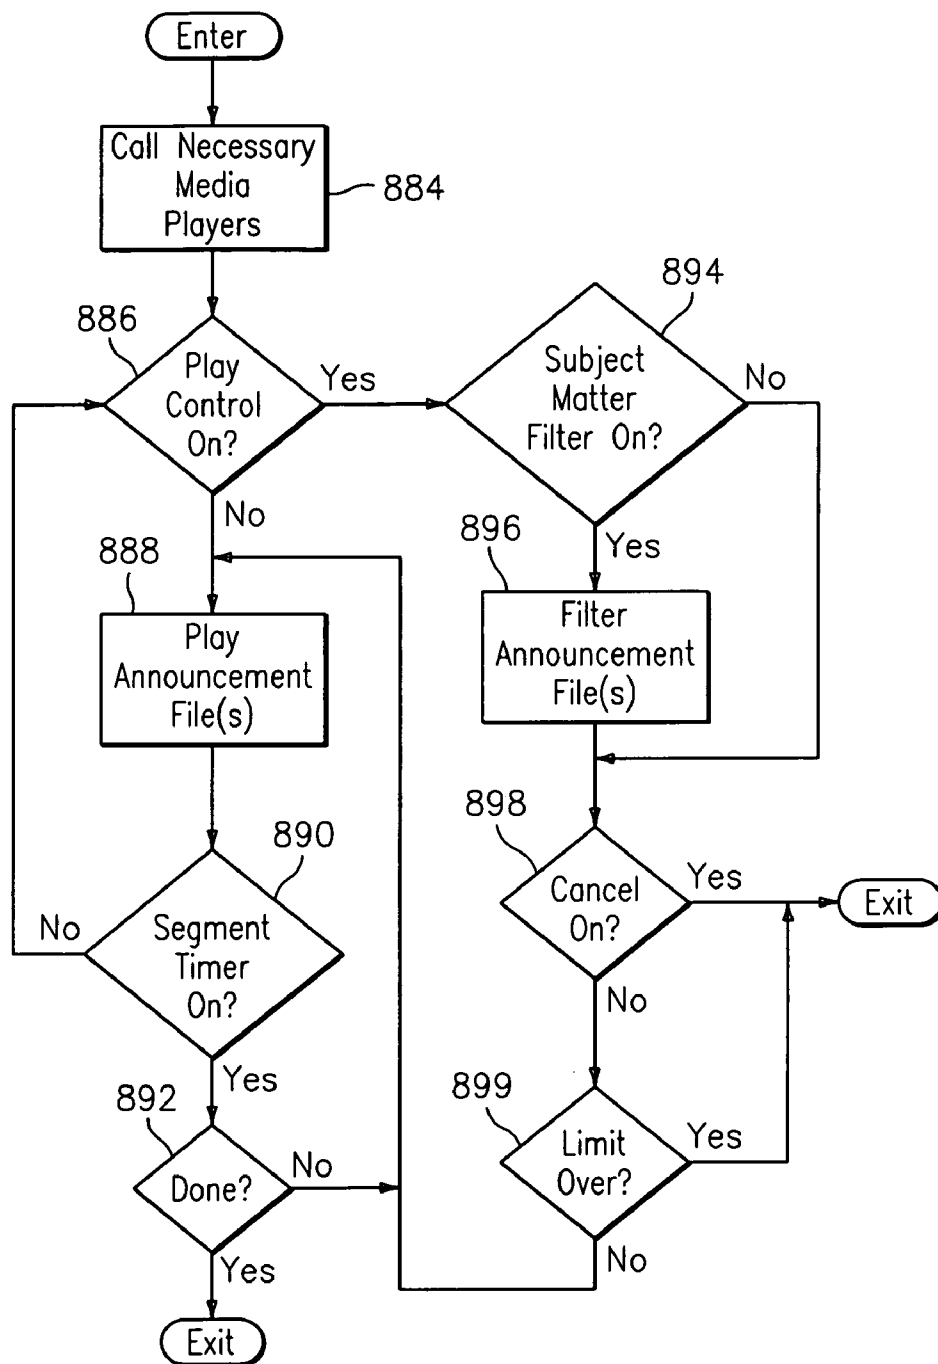 Enter
Call Necessary
Media
Players
884
886
Play
Control
On?
Yes
No
894
Subject
Matter
Filter On?
No
Yes
888
Play
Announcement
File(s)
896
Filter
Announcement
File(s)
890
Segment
Timer
On?
No
Yes
898
Cancel
On?
Yes
No
Exit
892
Done?
No
Yes
Exit
899
Limit
Over?
Yes
No